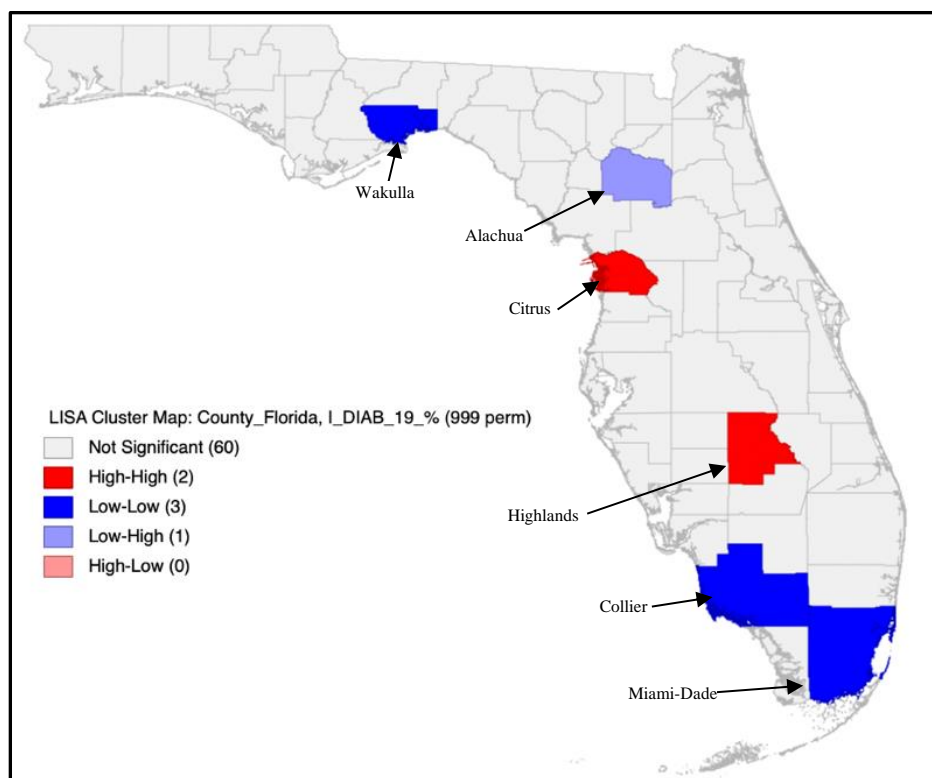 Wakulla
Alachua
Citrus
LISA Cluster Map: County_Florida, I_DIAB_19_% (999 perm)
Not Significant (60)
High-High (2)
Low-Low (3)
Low-High (1)
High-Low (0)
Highlands
Collier
Miami-Dade